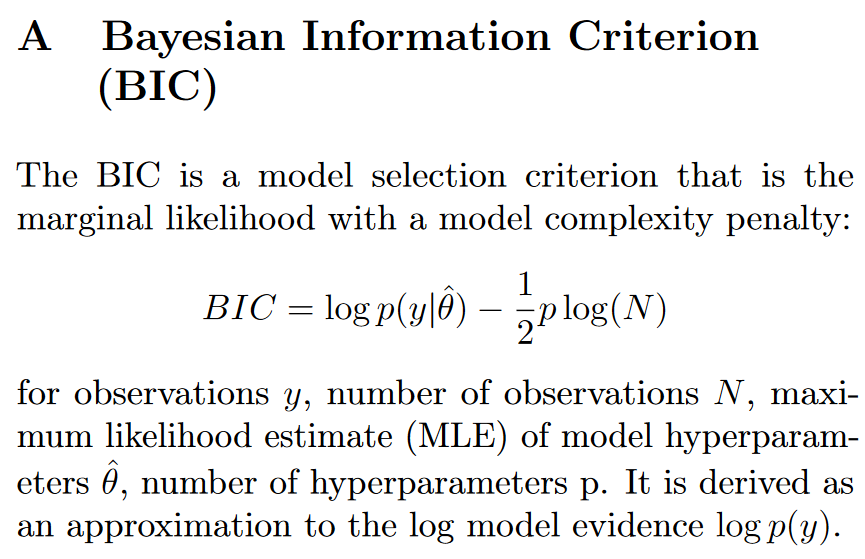 A Bayesian Information Criterion
(BIC)
The BIC is a model selection criterion that is the
marginal likelihood with a model complexity penalty:
BIC = log p(y|θ̂) − 1/2 p log(N)
for observations y, number of observations N, maxi-
mum likelihood estimate (MLE) of model hyperparam-
eters θ̂, number of hyperparameters p. It is derived as
an approximation to the log model evidence log p(y).